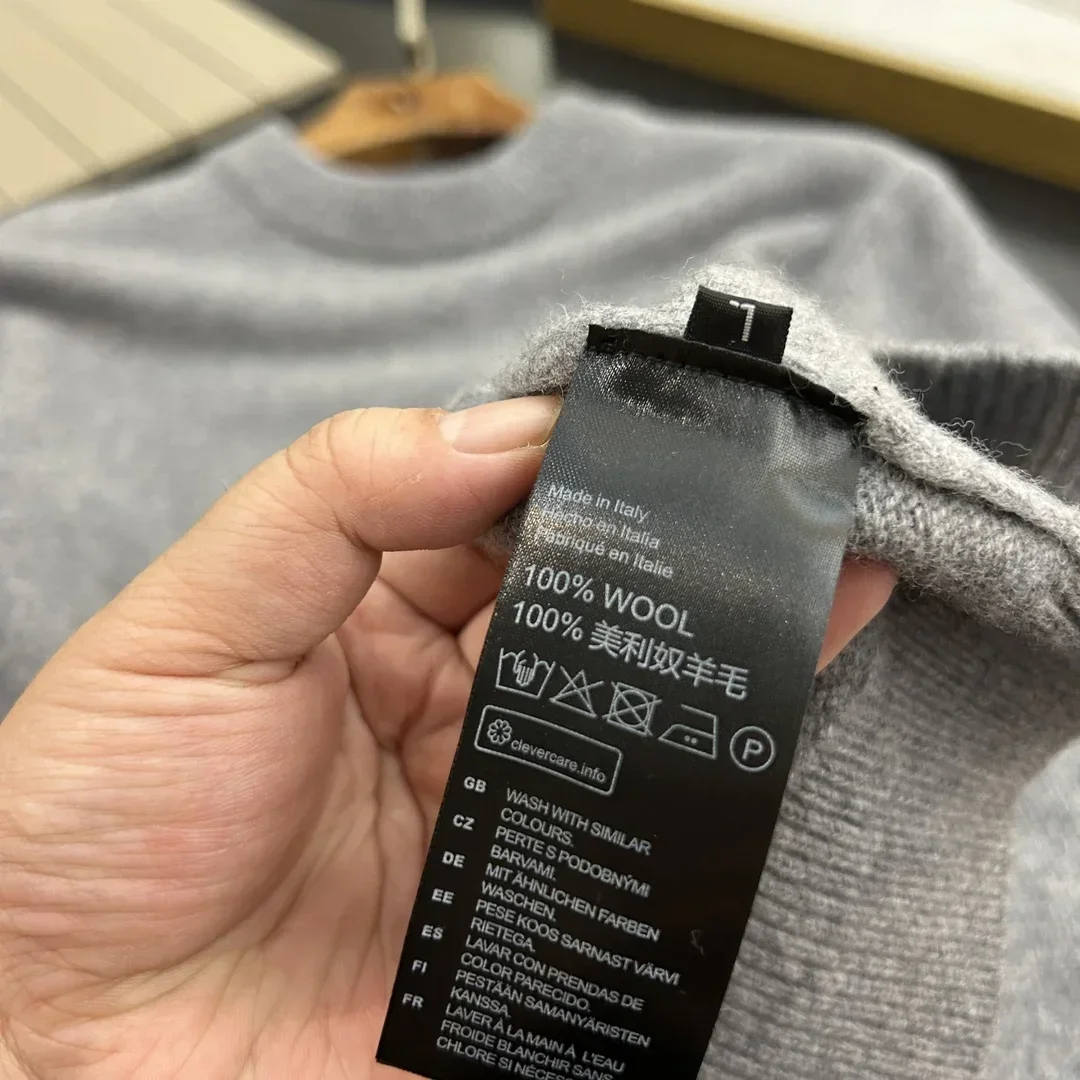 L
Made in Italy
Hecho en Italia
Fabriqué en Italie
100% WOOL
100% 美利奴羊毛
P
clevercare.info
GB WASH WITH SIMILAR
COLOURS.
CZ PERTE S PODOBNÝMI
BARVAMI.
DE MIT ÄHNLICHEN FARBEN
WASCHEN.
EE PESE KOOS SARNAST VÄRVI
RIETEGA.
ES LAVAR CON PRENDAS DE
COLOR PARECIDO.
FI PESTÄÄN SAMANYÄRISTEN
KANSSA.
FR LAVER À LA MAIN À L'EAU
FROIDE BLANCHIR SANS
CHLORE SI